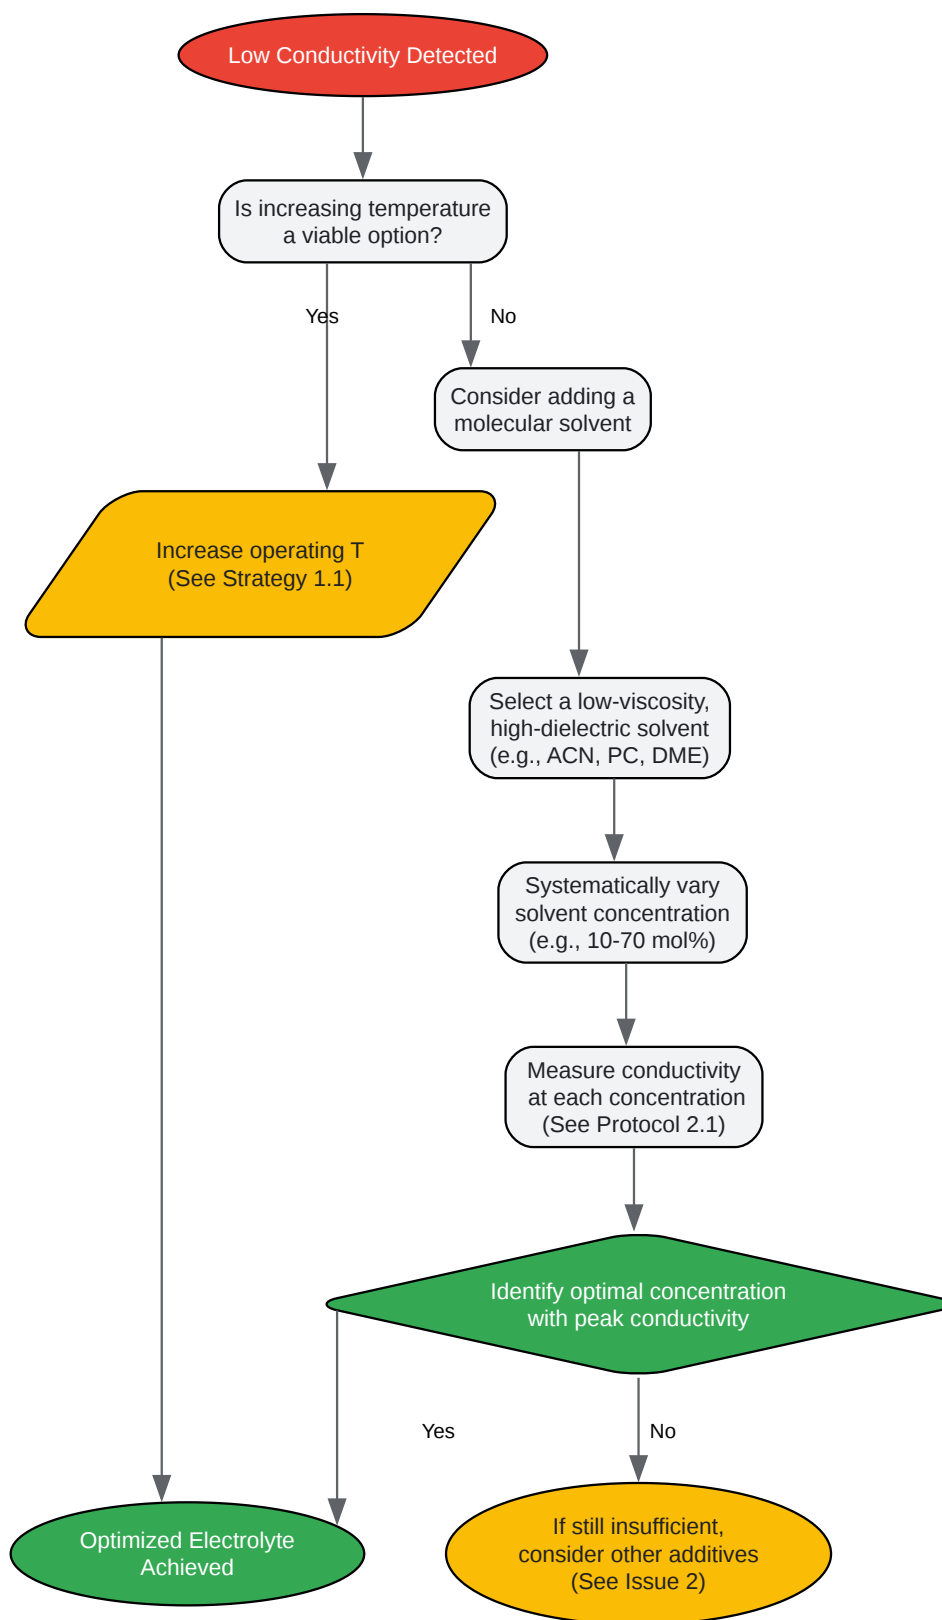 Low Conductivity Detected
Is increasing temperature
a viable option?
Yes
No
Consider adding a
molecular solvent
Increase operating T
(See Strategy 1.1)
Select a low-viscosity,
high-dielectric solvent
(e.g., ACN, PC, DME)
Systematically vary
solvent concentration
(e.g., 10-70 mol%)
Measure conductivity
at each concentration
(See Protocol 2.1)
Identify optimal concentration
with peak conductivity
Yes
No
Optimized Electrolyte
Achieved
If still insufficient,
consider other additives
(See Issue 2)